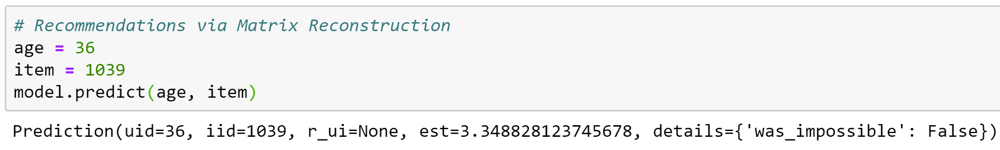 # Recommendations via Matrix Reconstruction
age = 36
item = 1039
model.predict(age, item)
Prediction(uid=36, iid=1039, r_ui=None, est=3.348828123745678, details={'was_impossible': False})